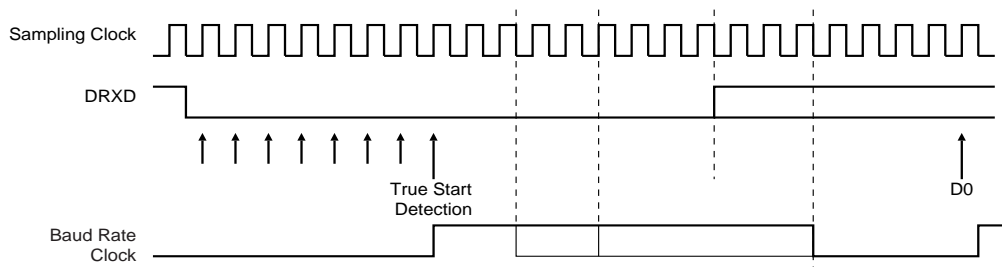 Sampling Clock
DRXD
True Start
Detection
D0
Baud Rate
Clock